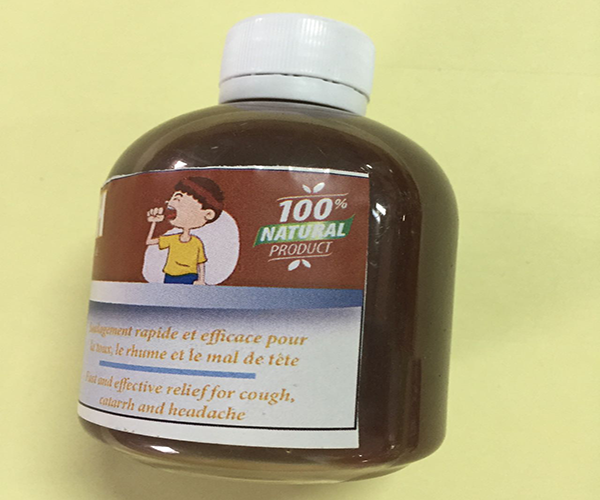 100%
NATURAL
PRODUCT
Soulagement rapide et efficace pour
la toux, le rhume et le mal de tête
Fast and effective relief for cough,
catarrh and headache